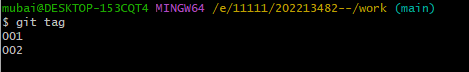 mubai@DESKTOP-153CQT4 MINGW64 /e/11111/202213482--/work (main)
$ git tag
001
002